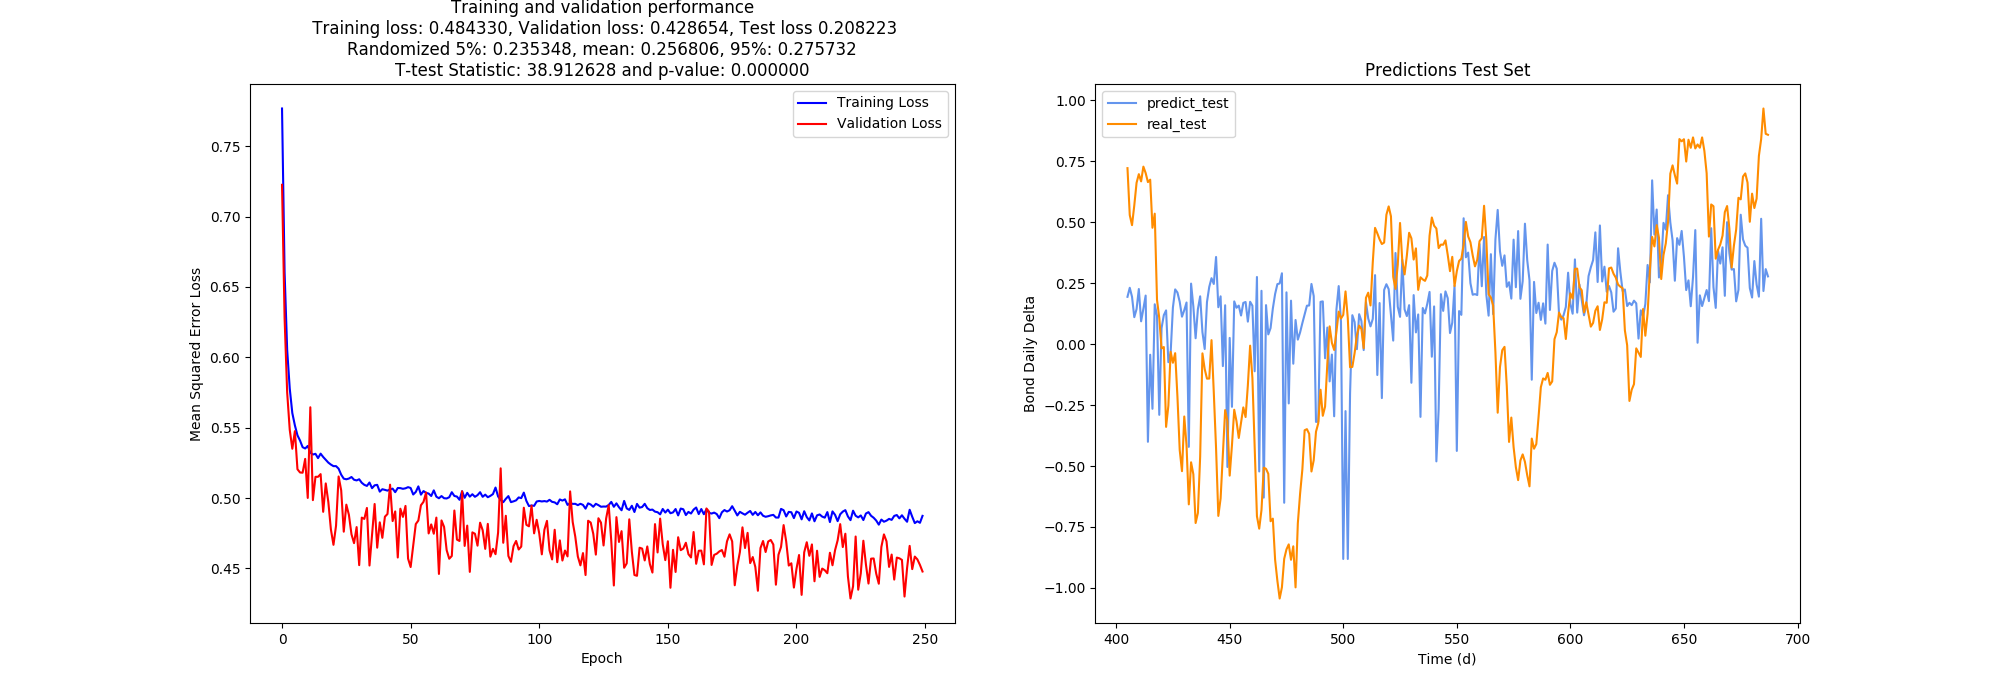 Training and validation performance
Training loss: 0.484330, Validation loss: 0.428654, Test loss 0.208223
Randomized 5%: 0.235348, mean: 0.256806, 95%: 0.275732
T-test Statistic: 38.912628 and p-value: 0.000000
Training Loss
Validation Loss
0.75
0.70
0.65
0.60
0.55
0.50
0.45
Mean Squared Error Loss
0
50
100
150
200
250
Epoch
Predictions Test Set
predict_test
real_test
1.00
0.75
0.50
0.25
0.00
−0.25
−0.50
−0.75
−1.00
Bond Daily Delta
400
450
500
550
600
650
700
Time (d)